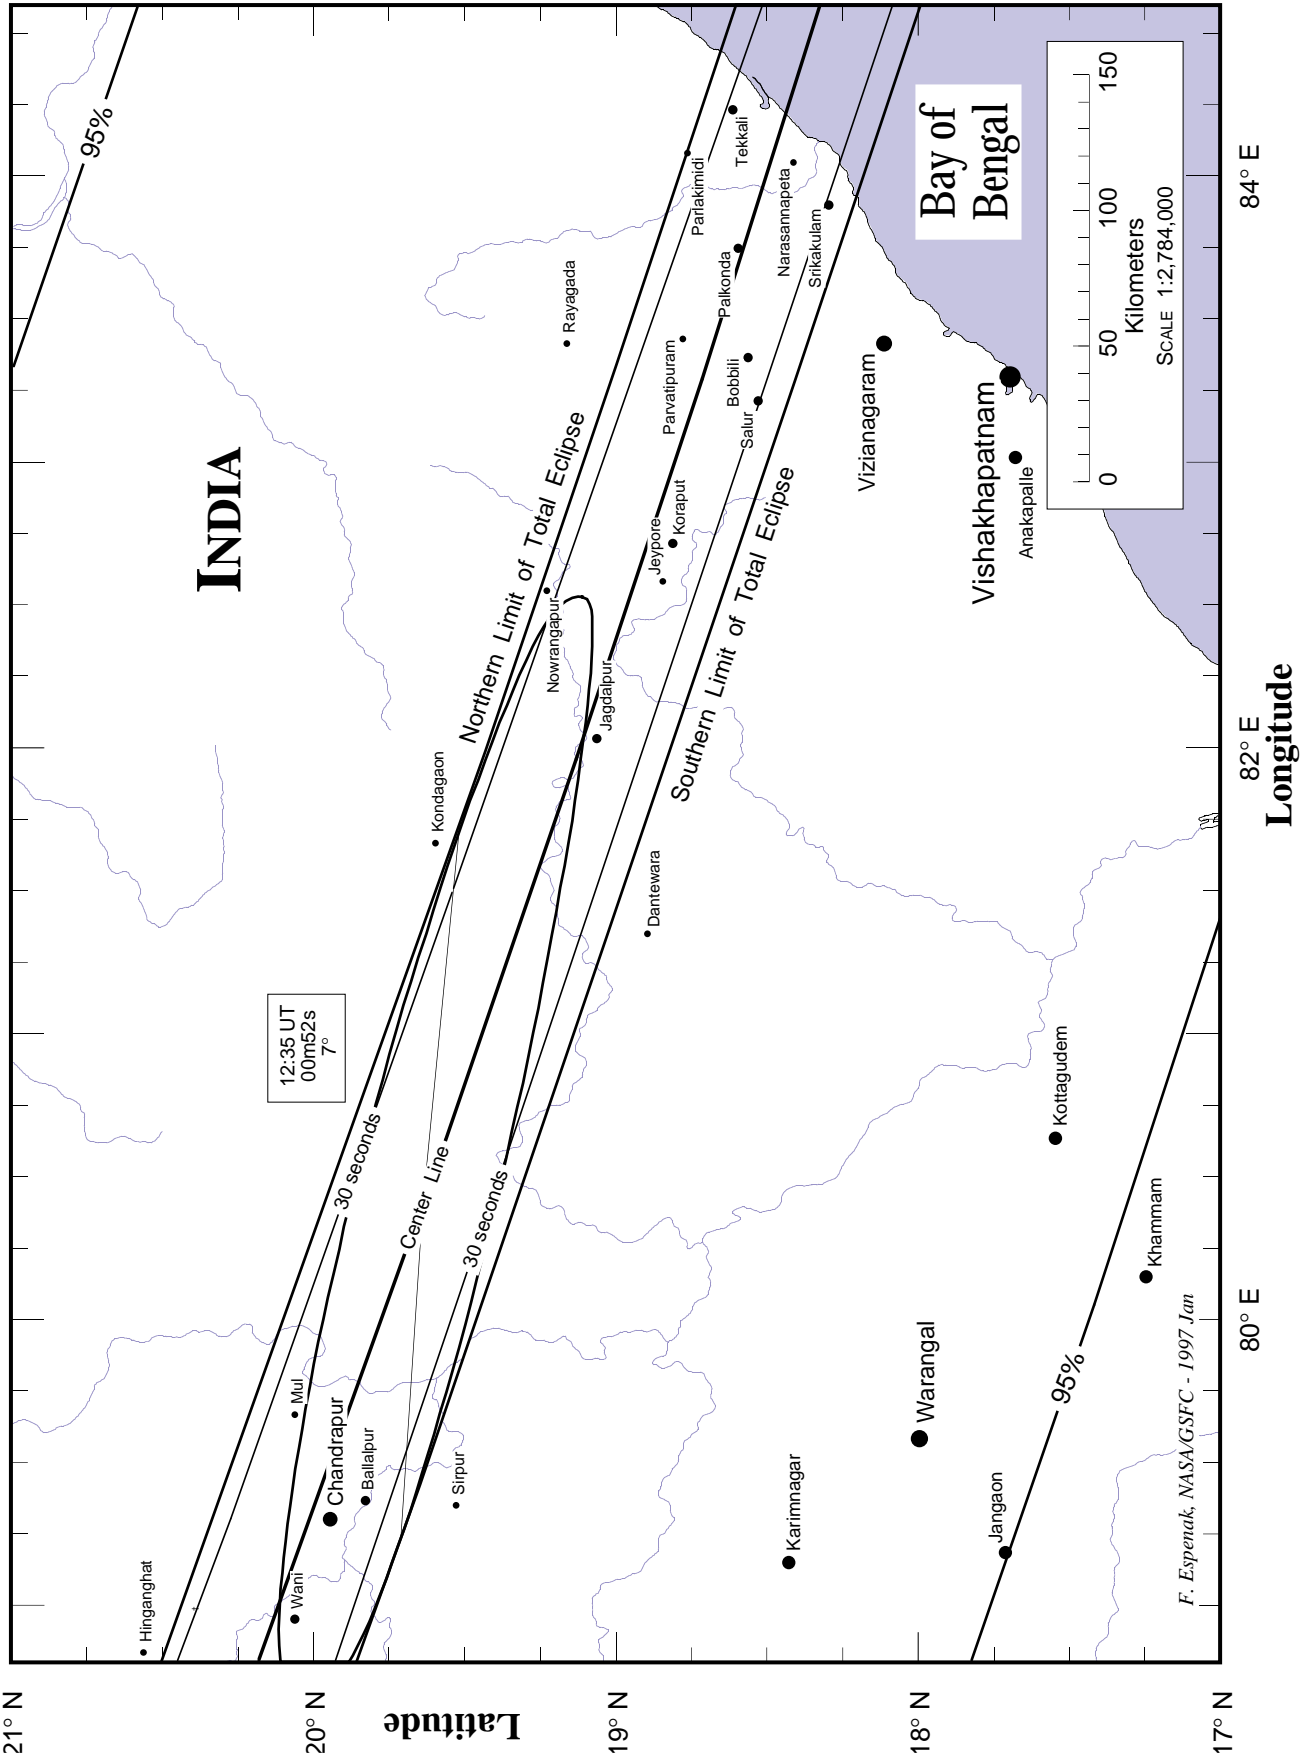 INDIA
95%
Bay of
Bengal
150
100
50
0
Kilometers
SCALE 1:2,784,000
12:35 UT
00m52s
7°
Northern Limit of Total Eclipse
Southern Limit of Total Eclipse
Center Line
30 seconds
30 seconds
95%
Hinganghat
Wani
Mul
Chandrapur
Ballalpur
Sirpur
Karimnagar
Warangal
Jangaon
Khammam
Kottagudem
Dantewara
Kondagaon
Jagdalpur
Nowrangapur
Jeypore
Koraput
Rayagada
Parvatipuram
Bobbili
Salur
Palkonda
Parlakimidi
Tekkali
Narasannapeta
Srikakulam
Vizianagaram
Vishakhapatnam
Anakapalle
F. Espenak, NASA/GSFC - 1997 Jan
21° N
20° N
19° N
18° N
17° N
Latitude
80° E
82° E
84° E
Longitude